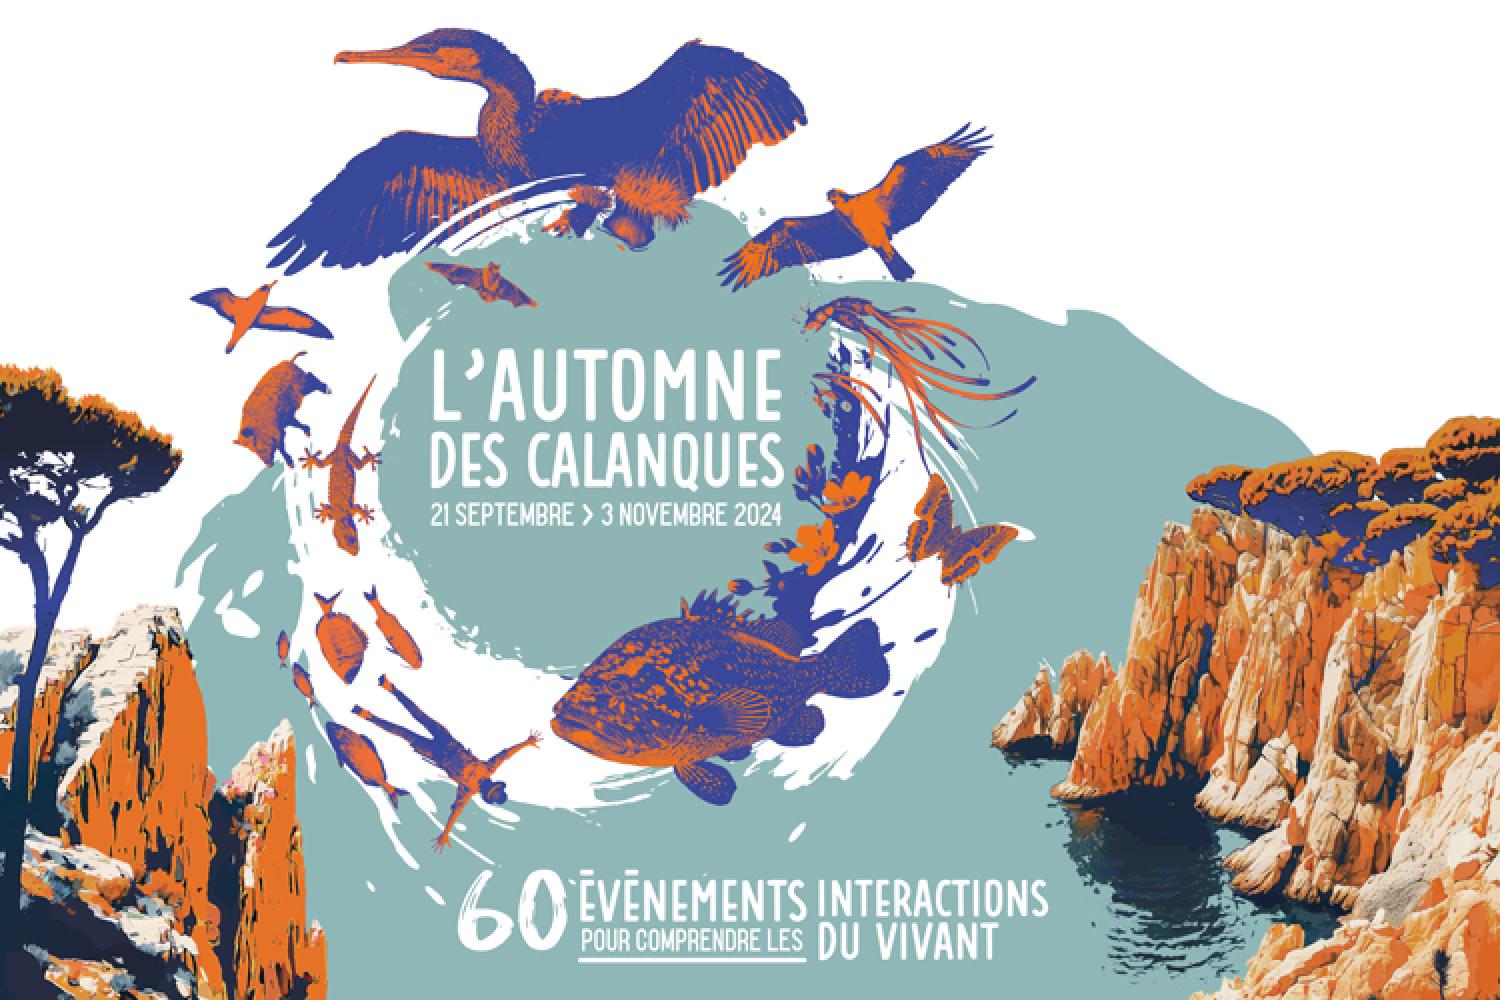 L'AUTOMNE
DES CALANQUES
21 SEPTEMBRE > 3 NOVEMBRE 2024
60 ÉVÉNEMENTS
POUR COMPRENDRE LES
INTERACTIONS
DU VIVANT